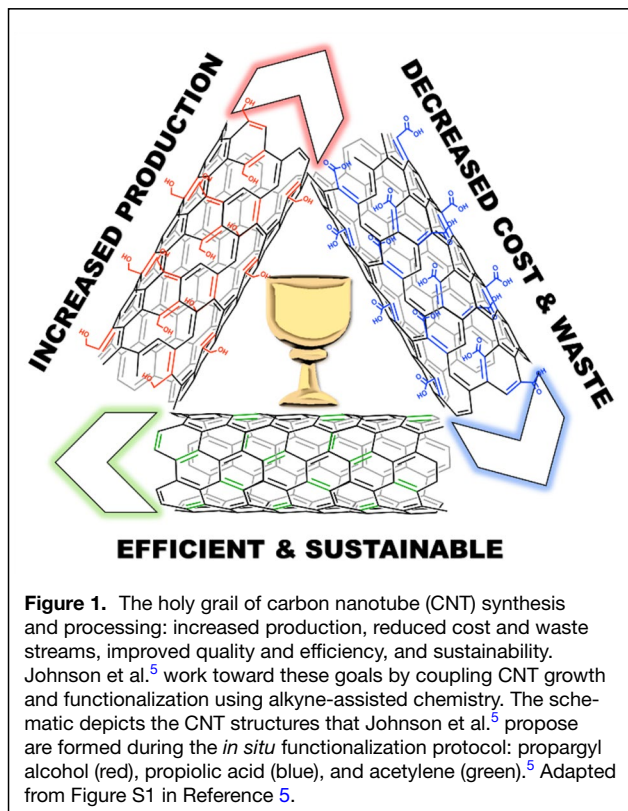 INCREASED PRODUCTION
DECREASED COST & WASTE
EFFICIENT & SUSTAINABLE
Figure 1. The holy grail of carbon nanotube (CNT) synthesis
and processing: increased production, reduced cost and waste
streams, improved quality and efficiency, and sustainability.
Johnson et al.5 work toward these goals by coupling CNT growth
and functionalization using alkyne-assisted chemistry. The sche-
matic depicts the CNT structures that Johnson et al.5 propose
are formed during the in situ functionalization protocol: propargyl
alcohol (red), propiolic acid (blue), and acetylene (green).5 Adapted
from Figure S1 in Reference 5.